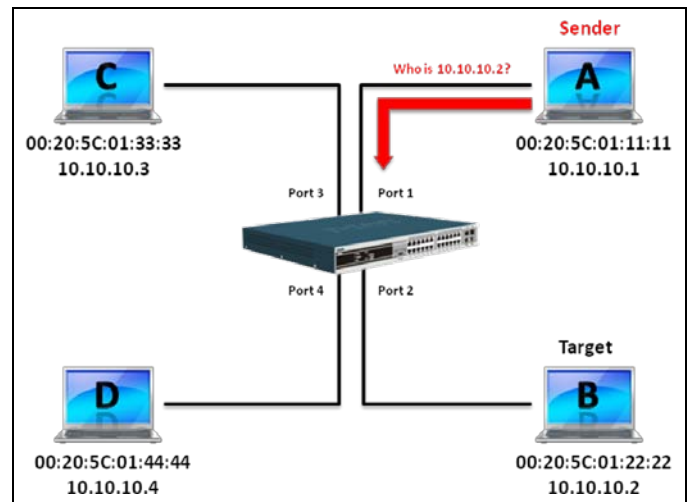 Sender
Who is 10.10.10.2?
C
A
00:20:5C:01:33:33
10.10.10.3
00:20:5C:01:11:11
10.10.10.1
Port 3
Port 1
Port 4
Port 2
Target
D
B
00:20:5C:01:44:44
10.10.10.4
00:20:5C:01:22:22
10.10.10.2